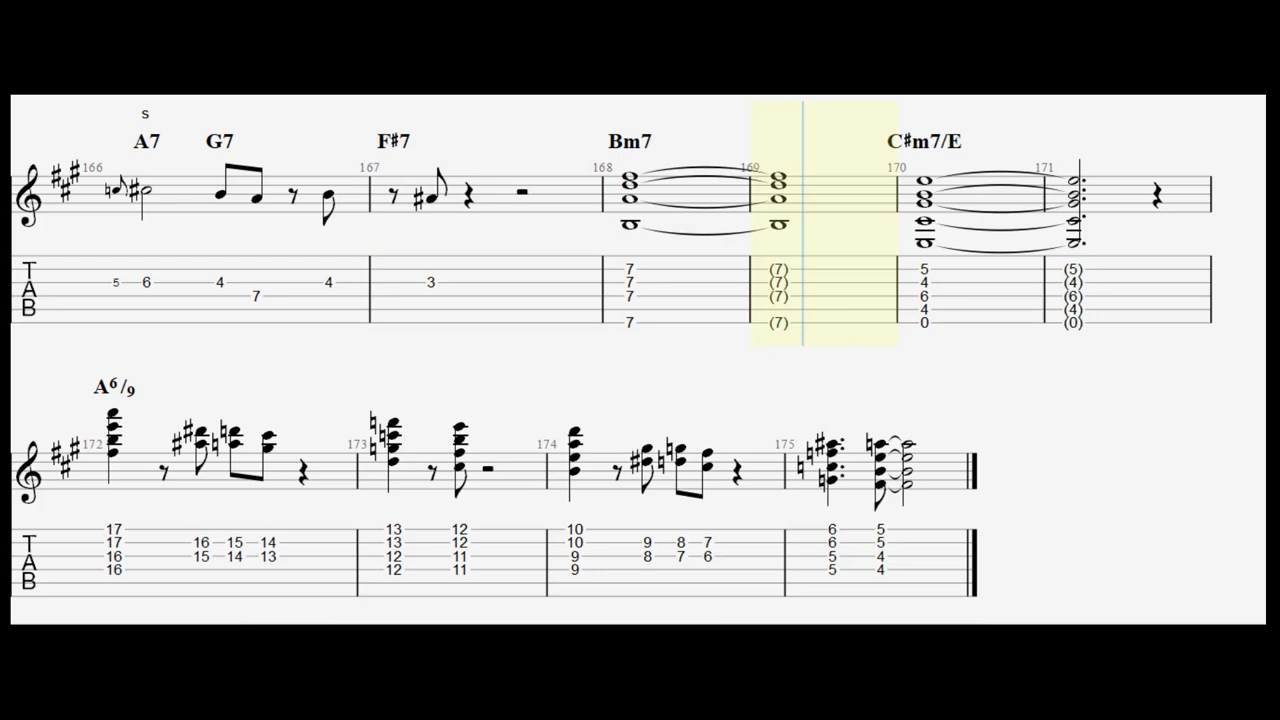 s
A7 G7 F#7 Bm7 C#m7/E
166 167 168 169 170 171
T 7 5 (7) 5 (5)
5 6 4 4 3 7 (7) 4 (4)
A 7 7 (7) 6 (6)
B 4 (4)
7 (7) 0 (0)
A6/9
172 173 174 175
17 13 12 10 6 5
T 17 16 15 14 13 12 10 9 8 7 6 5
A 16 15 14 13 12 11 9 8 7 6 5 4
16 12 11 9 5 4
B